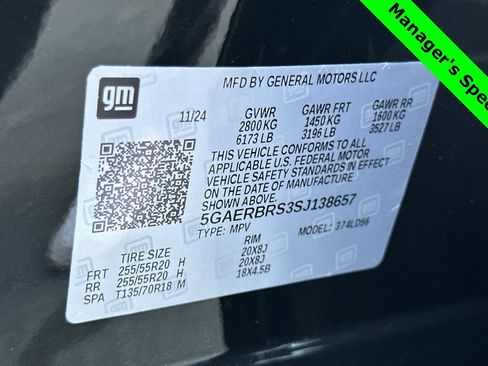 Manager's Spec
gm
MFD BY GENERAL MOTORS LLC
11/24 GVWR GAWR FRT GAWR RR
2800 KG 1450 KG 1600 KG
6173 LB 3196 LB 3527 LB
THIS VEHICLE CONFORMS TO ALL
APPLICABLE U.S. FEDERAL MOTOR
VEHICLE SAFETY STANDARDS IN EFFECT
ON THE DATE OF MANUFACTURE
SHOWN ABOVE.
5GAERBRS3SJ138657
TYPE: MPV MODEL: 374LD56
TIRE SIZE RIM
FRT 255/55R20 H 20X8J
RR 255/55R20 H 20X8J
SPA T135/70R18 M 18X4.5B